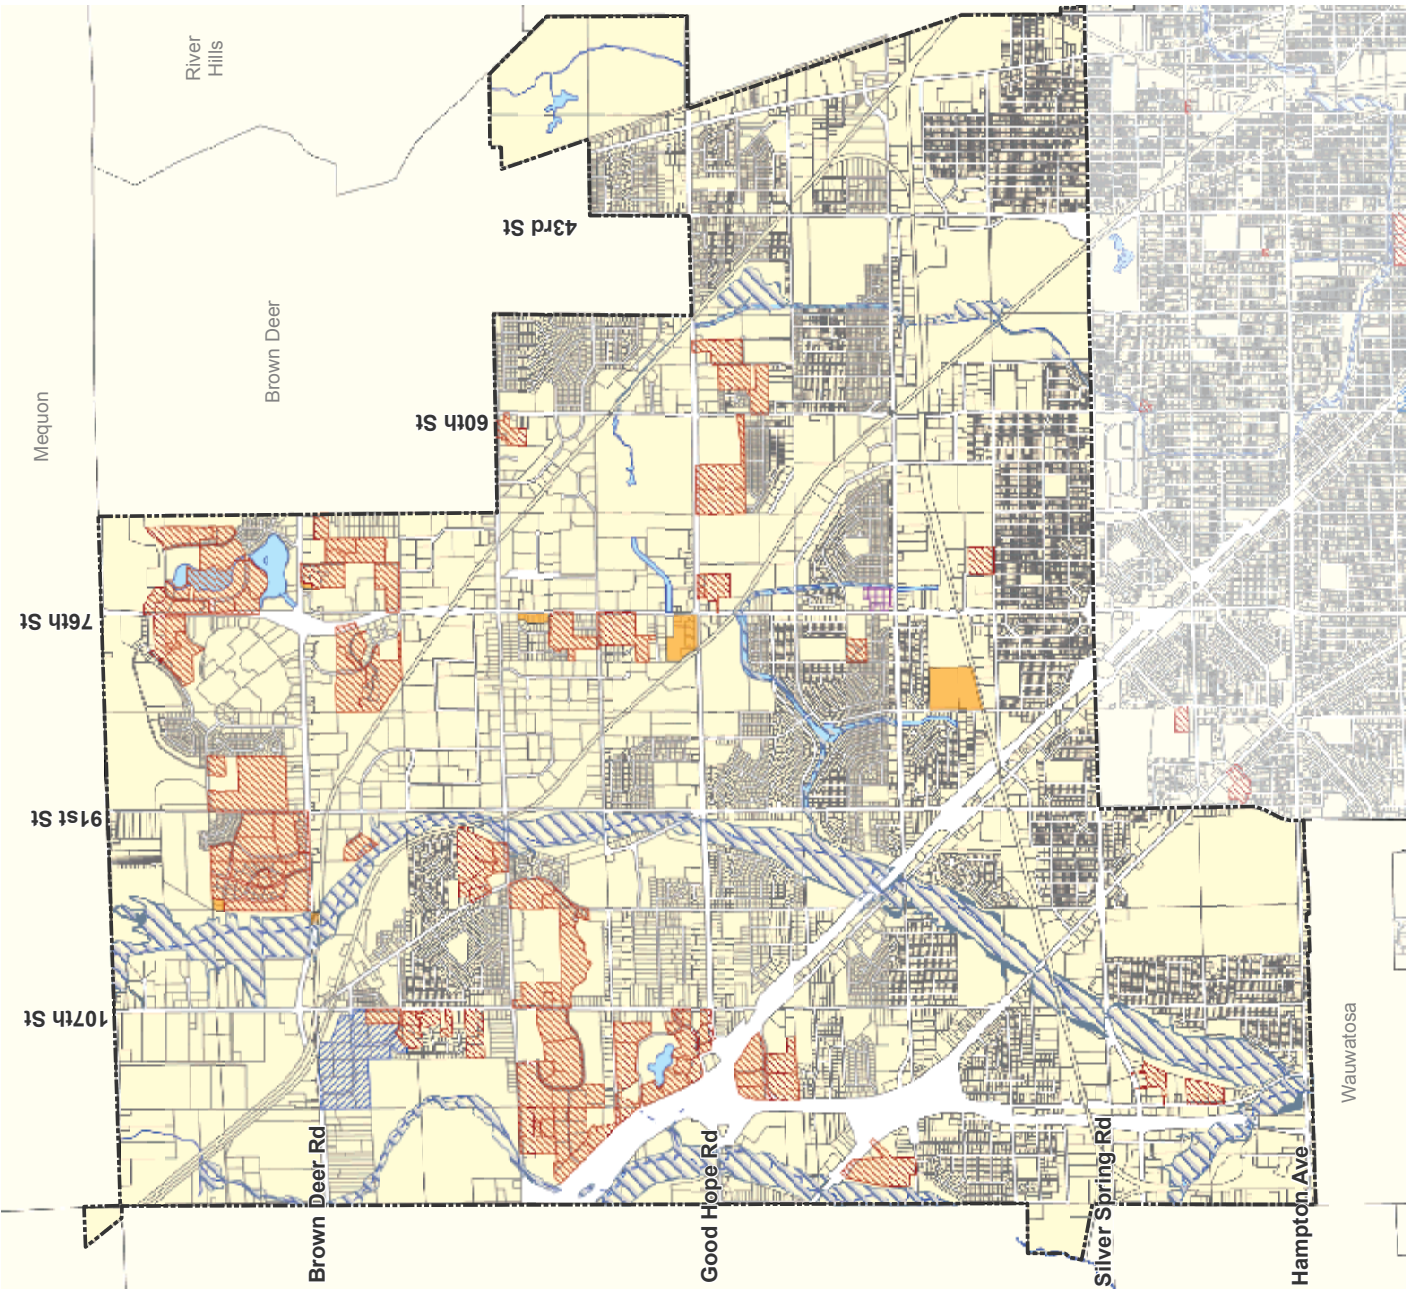 River
Hills
Brown Deer
Mequon
43rd St
60th St
76th St
91st St
107th St
Brown Deer Rd
Good Hope Rd
Silver Spring Rd
Hampton Ave
Wauwatosa